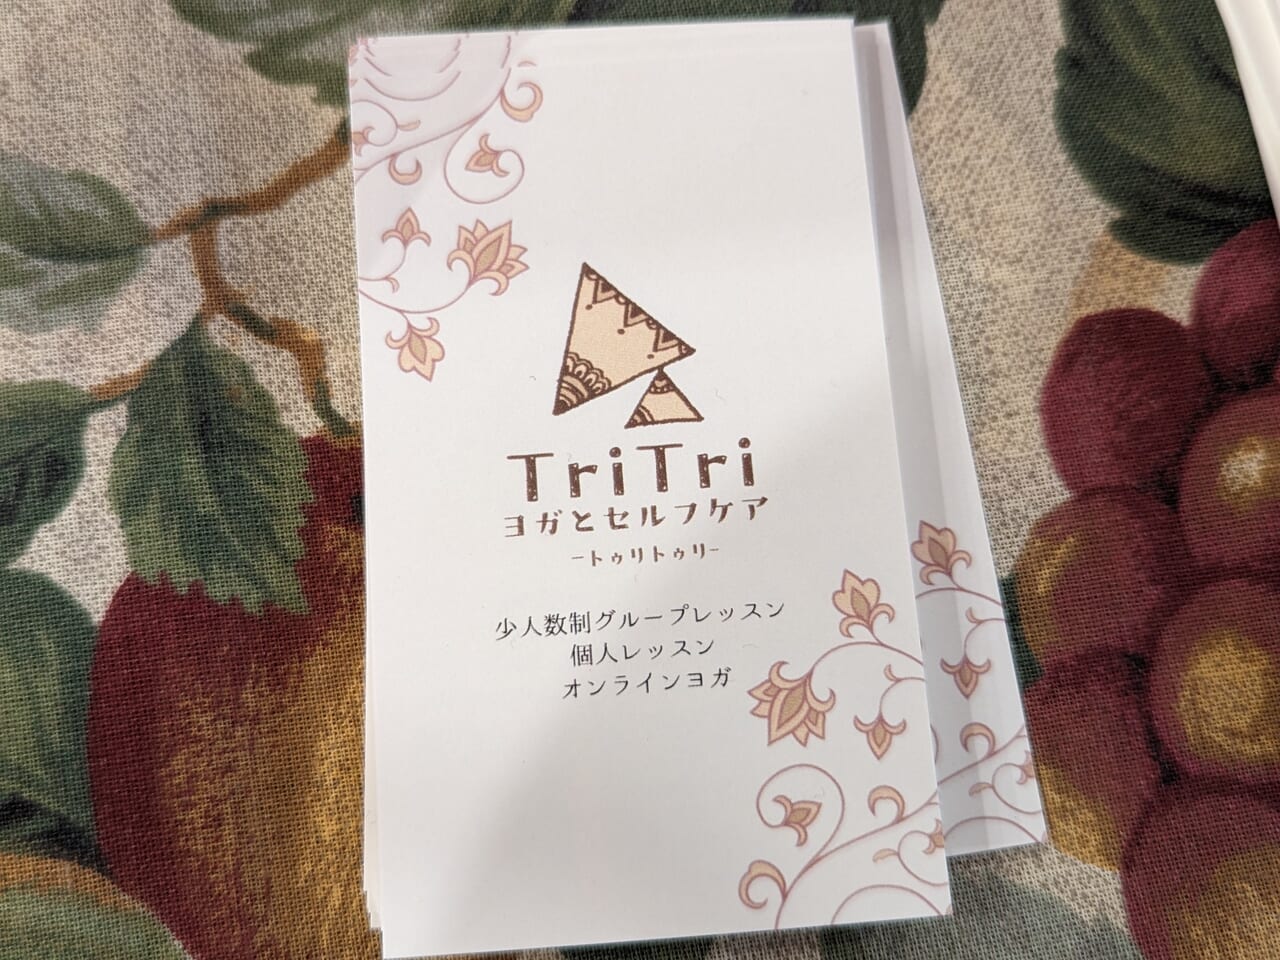 TriTri
ヨガとセルフケア
-トゥリトゥリ-
少人数制グループレッスン
個人レッスン
オンラインヨガ